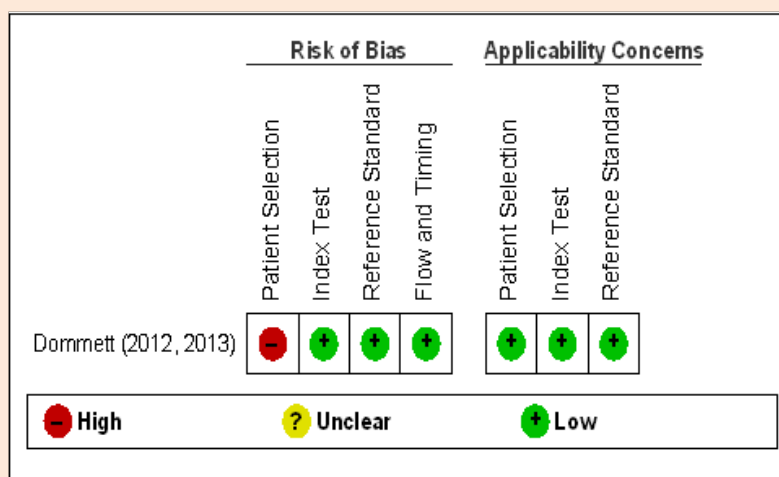 Risk of Bias Applicability Concerns
Patient Selection
Index Test
Reference Standard
Flow and Timing
Patient Selection
Index Test
Reference Standard
Dommett (2012, 2013) – + + + + + +
– High ? Unclear + Low